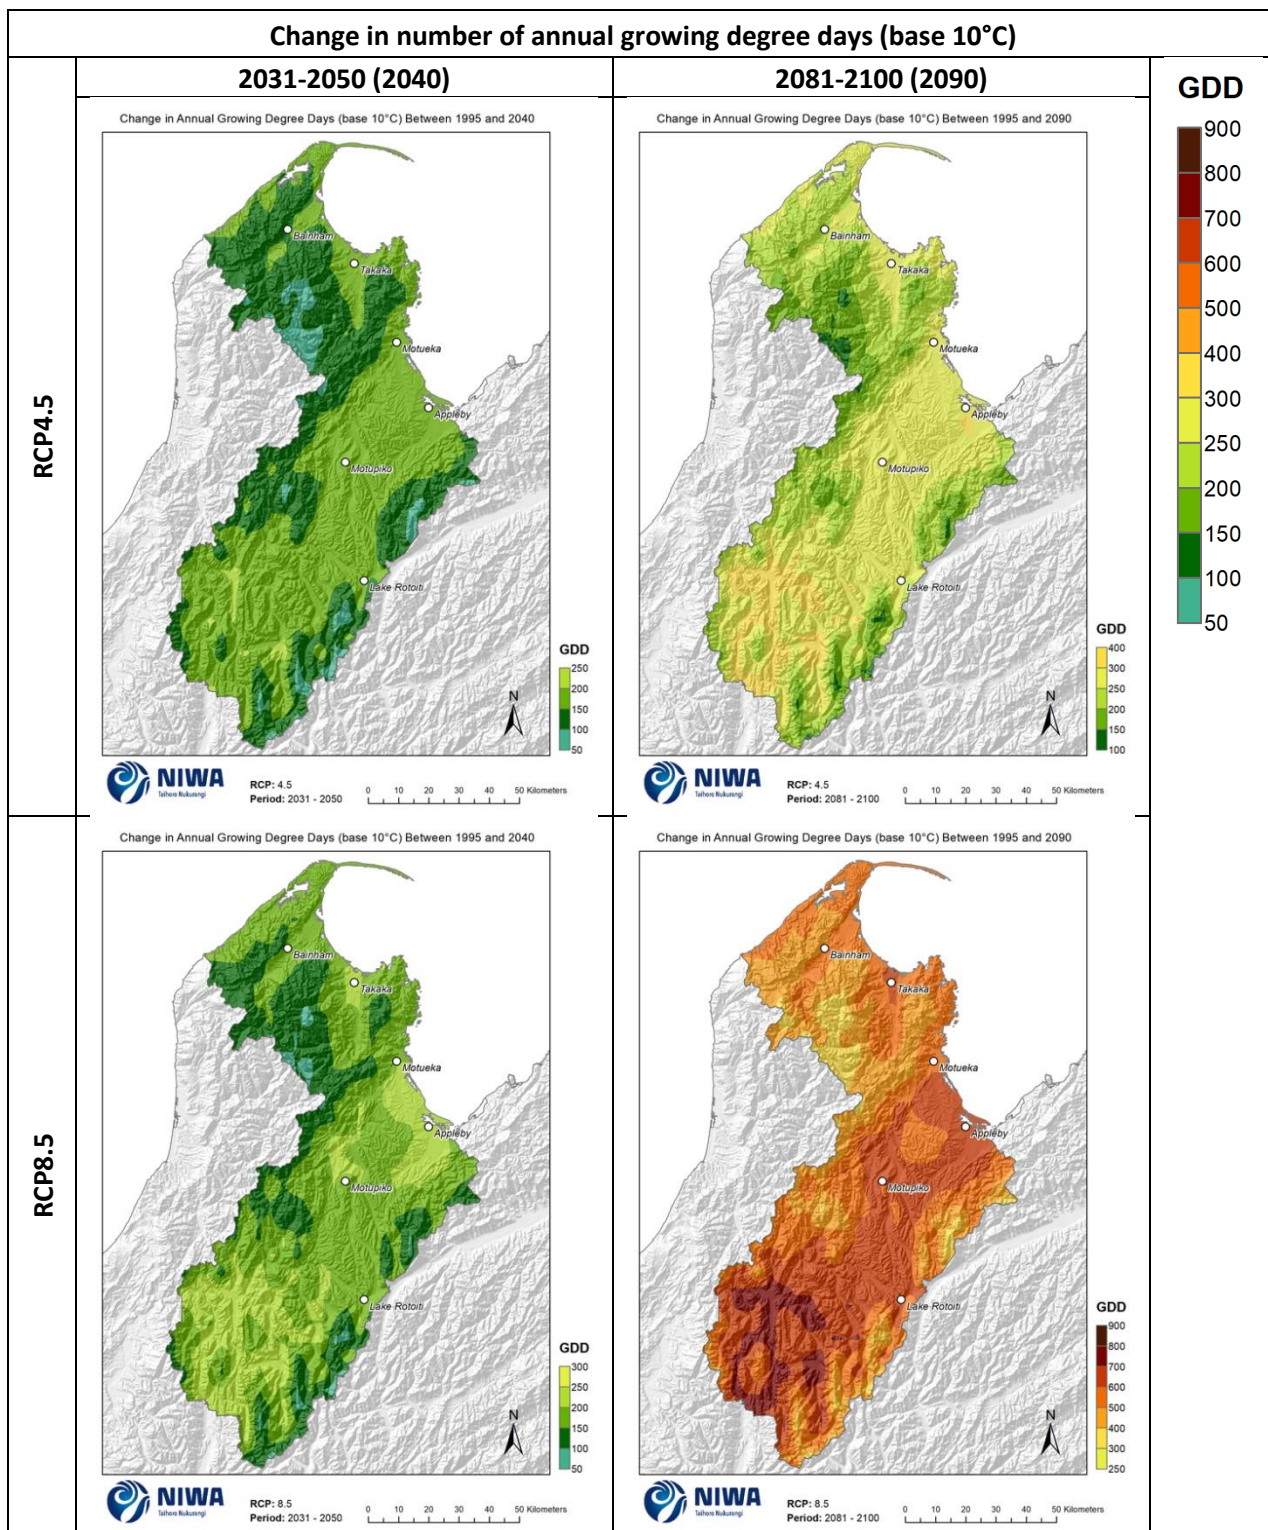 Change in number of annual growing degree days (base 10°C)
2031-2050 (2040)
2081-2100 (2090)
GDD
900
800
700
600
500
400
300
250
200
150
100
50
RCP4.5
Change in Annual Growing Degree Days (base 10°C) Between 1995 and 2040
Bainham
Takaka
Motueka
Appleby
Motupiko
Lake Rotoiti
GDD
250
200
150
100
50
N
NIWA
Taihoro Nukurangi
RCP: 4.5
Period: 2031 - 2050
0 10 20 30 40 50 Kilometers
Change in Annual Growing Degree Days (base 10°C) Between 1995 and 2090
Bainham
Takaka
Motueka
Appleby
Motupiko
Lake Rotoiti
GDD
400
300
250
200
150
100
N
NIWA
Taihoro Nukurangi
RCP: 4.5
Period: 2081 - 2100
0 10 20 30 40 50 Kilometers
RCP8.5
Change in Annual Growing Degree Days (base 10°C) Between 1995 and 2040
Bainham
Takaka
Motueka
Appleby
Motupiko
Lake Rotoiti
GDD
300
250
200
150
100
50
N
NIWA
Taihoro Nukurangi
RCP: 8.5
Period: 2031 - 2050
0 10 20 30 40 50 Kilometers
Change in Annual Growing Degree Days (base 10°C) Between 1995 and 2090
Bainham
Takaka
Motueka
Appleby
Motupiko
Lake Rotoiti
GDD
900
800
700
600
500
400
300
250
N
NIWA
Taihoro Nukurangi
RCP: 8.5
Period: 2081 - 2100
0 10 20 30 40 50 Kilometers